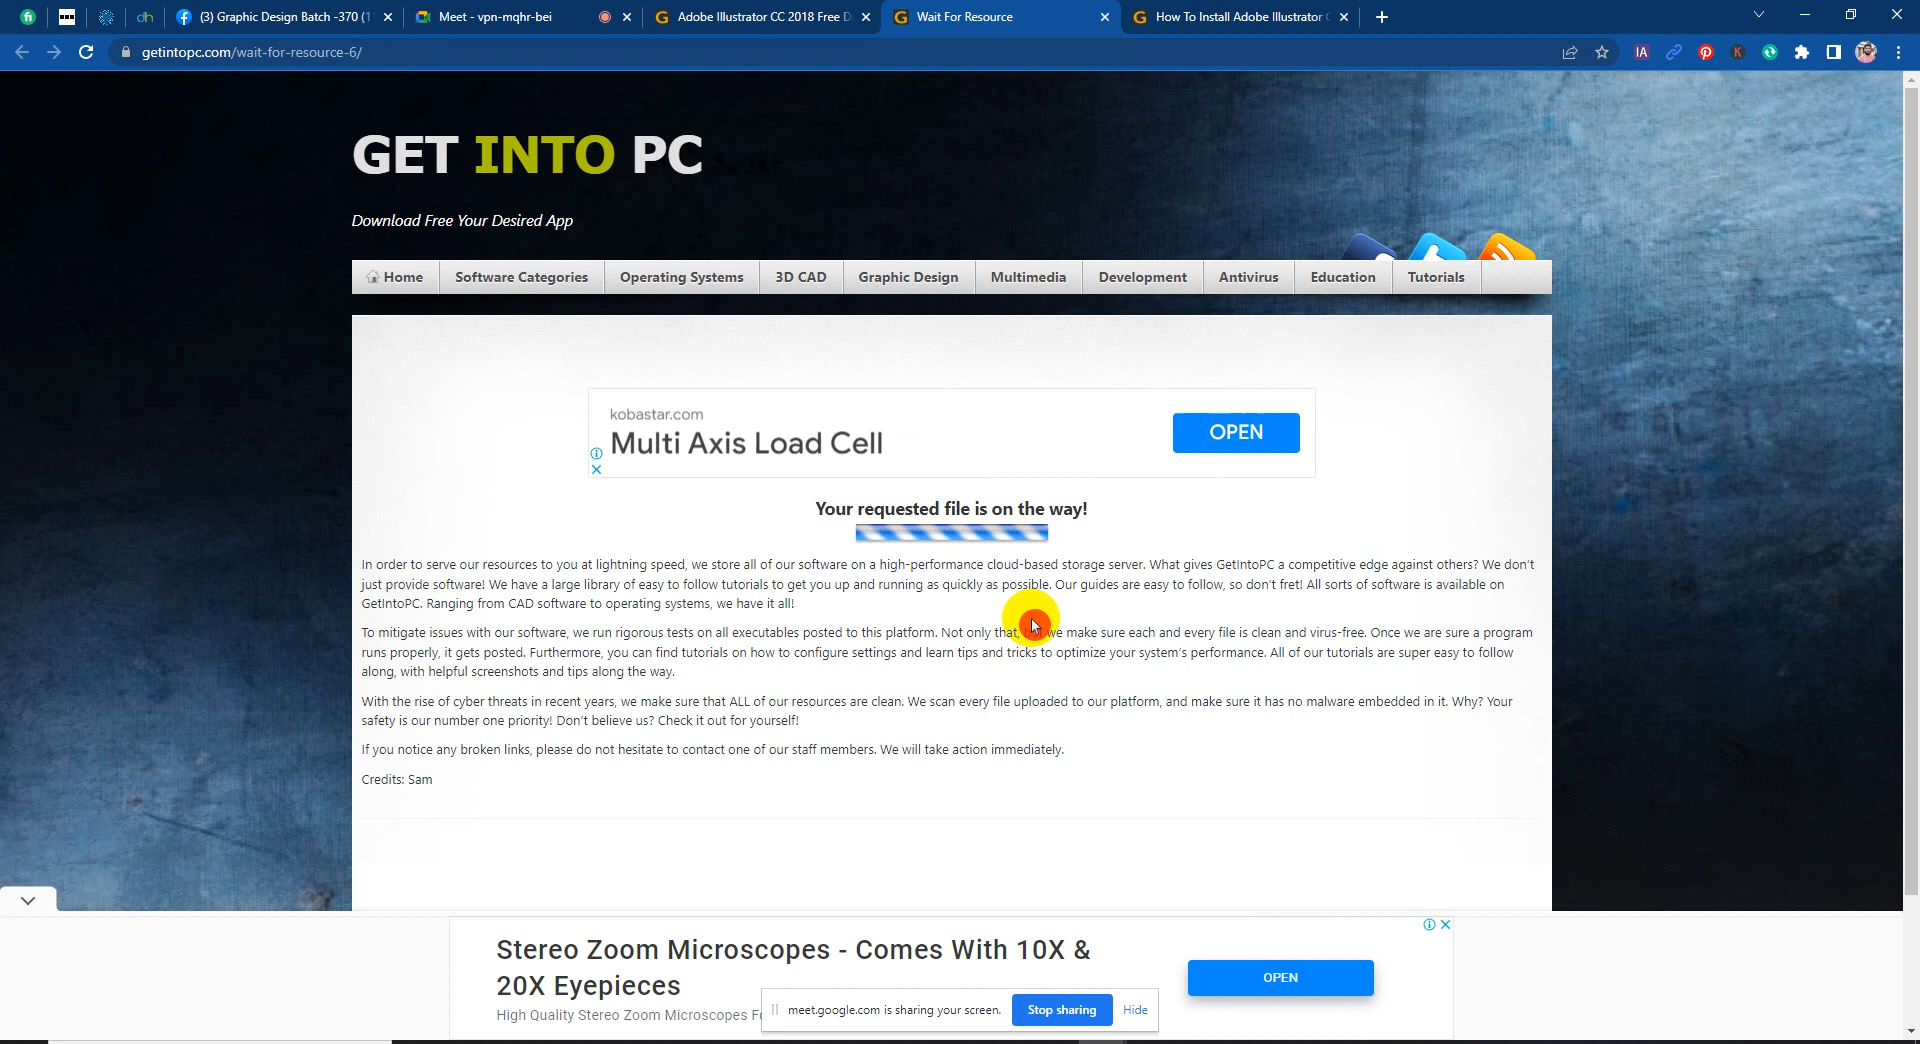 dh
(3) Graphic Design Batch -370 (1
Meet - vpn-mqhr-bei
Adobe Illustrator CC 2018 Free D
Wait For Resource
How To Install Adobe Illustrator C
getintopc.com/wait-for-resource-6/
IA
K
GET INTO PC
Download Free Your Desired App
Home
Software Categories
Operating Systems
3D CAD
Graphic Design
Multimedia
Development
Antivirus
Education
Tutorials
kobastar.com
Multi Axis Load Cell
OPEN
Your requested file is on the way!
In order to serve our resources to you at lightning speed, we store all of our software on a high-performance cloud-based storage server. What gives GetIntoPC a competitive edge against others? We don't
just provide software! We have a large library of easy to follow tutorials to get you up and running as quickly as possible. Our guides are easy to follow, so don't fret! All sorts of software is available on
GetIntoPC. Ranging from CAD software to operating systems, we have it all!
To mitigate issues with our software, we run rigorous tests on all executables posted to this platform. Not only that, but we make sure each and every file is clean and virus-free. Once we are sure a program
runs properly, it gets posted. Furthermore, you can find tutorials on how to configure settings and learn tips and tricks to optimize your system's performance. All of our tutorials are super easy to follow
along, with helpful screenshots and tips along the way.
With the rise of cyber threats in recent years, we make sure that ALL of our resources are clean. We scan every file uploaded to our platform, and make sure it has no malware embedded in it. Why? Your
safety is our number one priority! Don't believe us? Check it out for yourself!
If you notice any broken links, please do not hesitate to contact one of our staff members. We will take action immediately.
Credits: Sam
Stereo Zoom Microscopes - Comes With 10X &
20X Eyepieces
High Quality Stereo Zoom Microscopes
OPEN
meet.google.com is sharing your screen.
Stop sharing
Hide